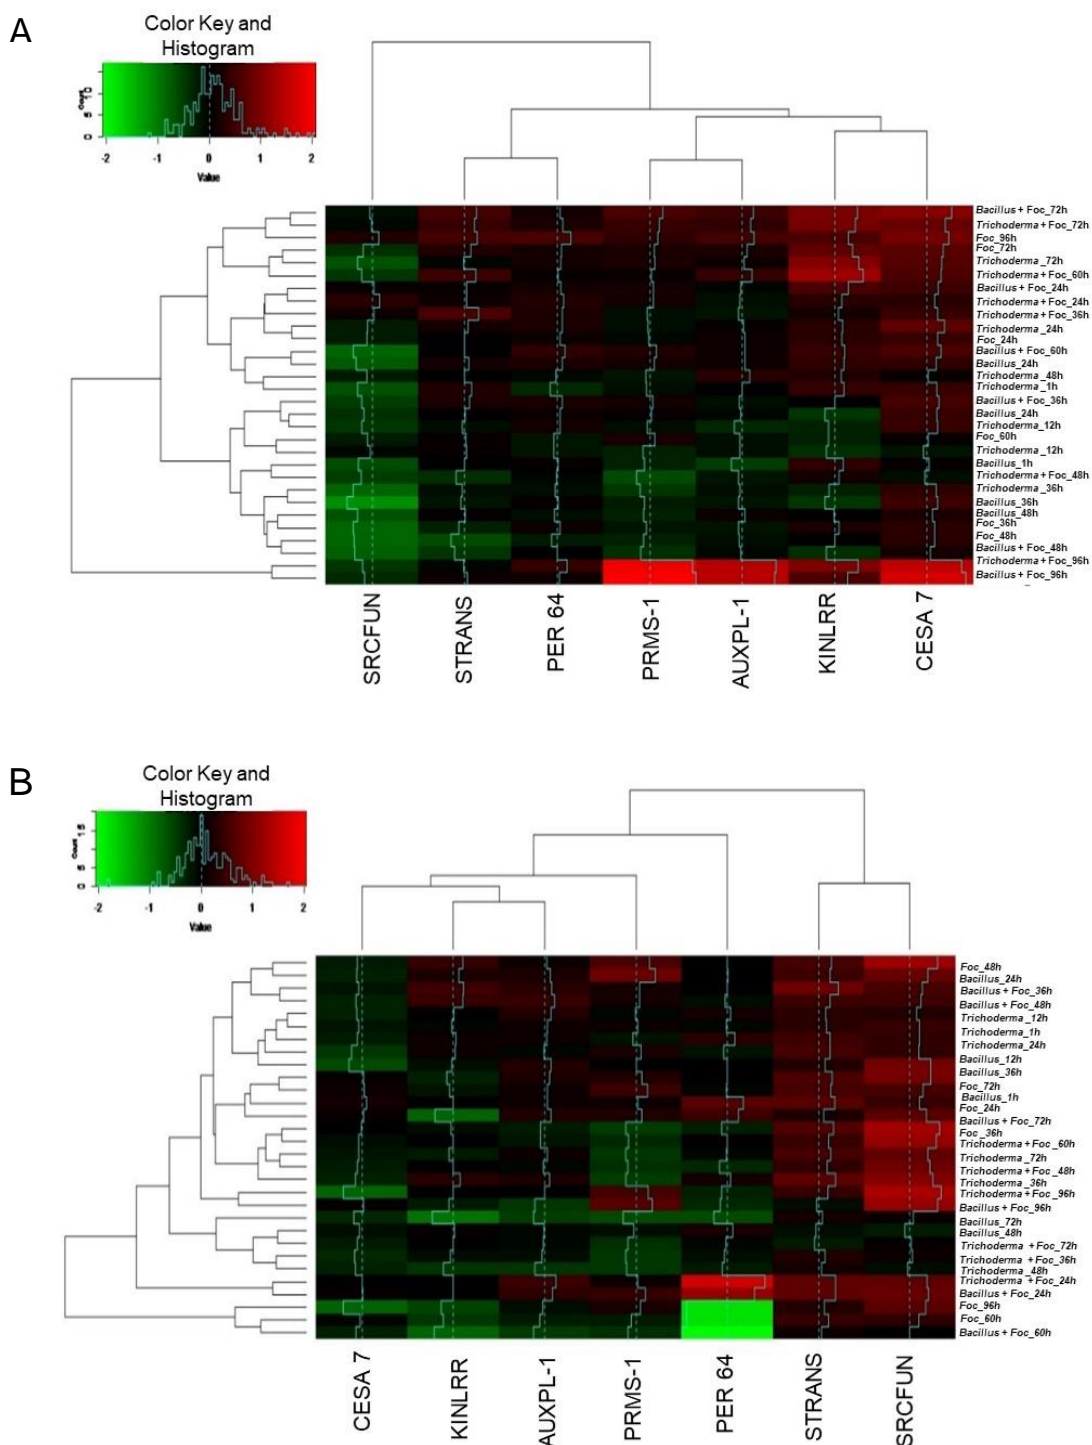 A
Color Key and
Histogram
Count
0 5 10
-2 -1 0 1 2
Value
Bacillus + Foc_72h
Trichoderma + Foc_72h
Foc_96h
Foc_72h
Trichoderma _72h
Trichoderma + Foc_60h
Bacillus + Foc_24h
Trichoderma + Foc_24h
Trichoderma + Foc_36h
Trichoderma _24h
Foc_24h
Bacillus + Foc_60h
Bacillus_24h
Trichoderma _48h
Trichoderma _1h
Bacillus + Foc_36h
Bacillus_24h
Trichoderma _12h
Foc_60h
Trichoderma _12h
Bacillus_1h
Trichoderma + Foc_48h
Trichoderma _36h
Bacillus_36h
Bacillus_48h
Foc_36h
Foc_48h
Bacillus + Foc_48h
Trichoderma + Foc_96h
Bacillus + Foc_96h
SRCFUN
STRANS
PER 64
PRMS-1
AUXPL-1
KINLRR
CESA 7
B
Color Key and
Histogram
Count
0 5 15
-2 -1 0 1 2
Value
Foc_48h
Bacillus_24h
Bacillus + Foc_36h
Bacillus + Foc_48h
Trichoderma _12h
Trichoderma _1h
Trichoderma _24h
Bacillus_12h
Bacillus_36h
Foc_72h
Bacillus_1h
Foc_24h
Bacillus + Foc_72h
Foc_36h
Trichoderma + Foc_60h
Trichoderma _72h
Trichoderma + Foc_48h
Trichoderma _36h
Trichoderma + Foc_96h
Bacillus + Foc_96h
Bacillus_72h
Bacillus_48h
Trichoderma + Foc_72h
Trichoderma + Foc_36h
Trichoderma _48h
Trichoderma + Foc_24h
Bacillus + Foc_24h
Foc_96h
Foc_60h
Bacillus + Foc_60h
CESA 7
KINLRR
AUXPL-1
PRMS-1
PER 64
STRANS
SRCFUN